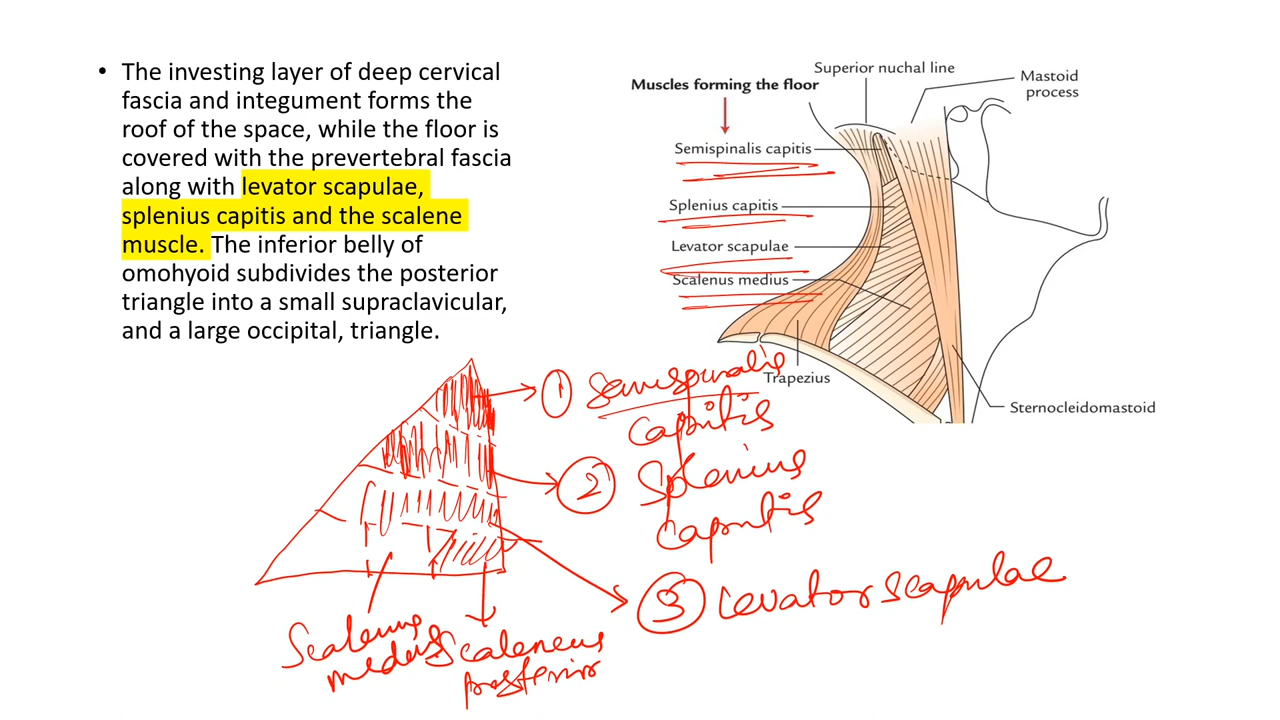 • The investing layer of deep cervical
fascia and integument forms the
roof of the space, while the floor is
covered with the prevertebral fascia
along with levator scapulae,
splenius capitis and the scalene
muscle. The inferior belly of
omohyoid subdivides the posterior
triangle into a small supraclavicular,
and a large occipital, triangle.
Superior nuchal line
Mastoid
process
Muscles forming the floor
Semispinalis capitis
Splenius capitis
Levator scapulae
Scalenus medius
Trapezius
Sternocleidomastoid
① Semispinalis
capitis
② Splenius
capitis
③ Levator scapulae
Scalenus
medius
Scaleneus
posterior